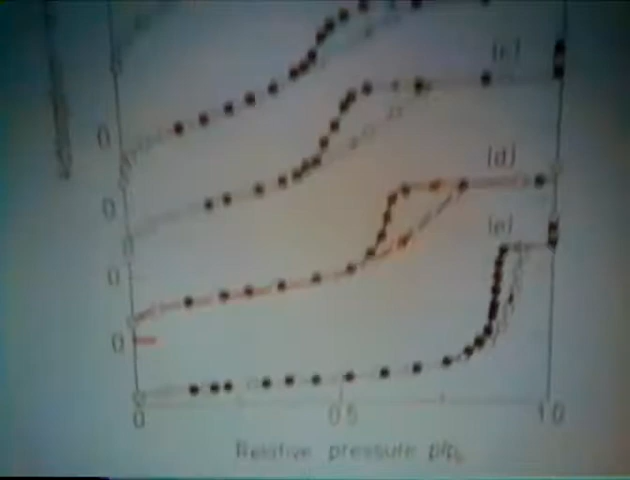 (c)
0
(d)
0
(e)
0
0
0 0.5 1.0
Relative pressure p/p₀